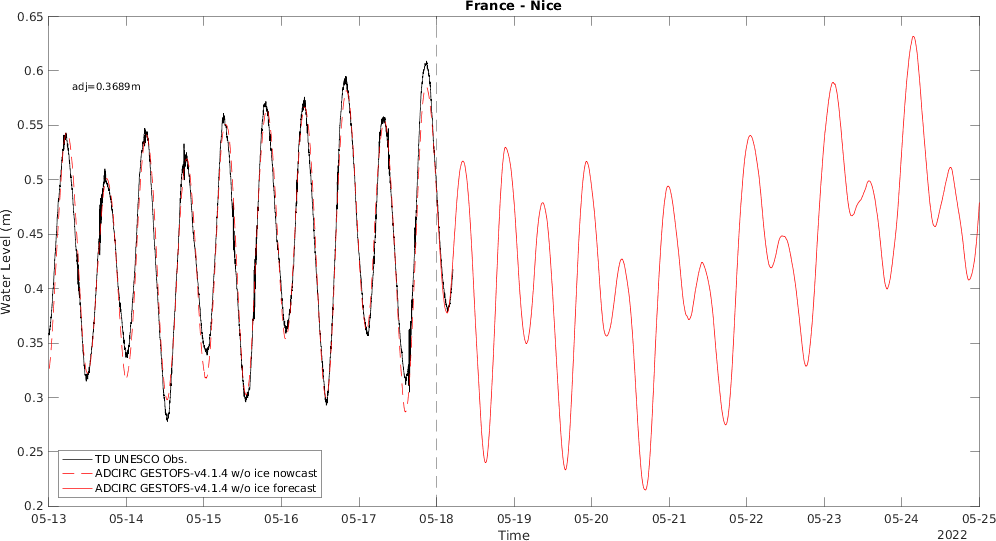 France - Nice
0.65
0.6
adj=0.3689m
0.55
0.5
0.45
0.4
0.35
0.3
0.25
0.2
Water Level (m)
TD UNESCO Obs.
ADCIRC GESTOFS-v4.1.4 w/o ice nowcast
ADCIRC GESTOFS-v4.1.4 w/o ice forecast
05-13 05-14 05-15 05-16 05-17 05-18 05-19 05-20 05-21 05-22 05-23 05-24 05-25
Time
2022